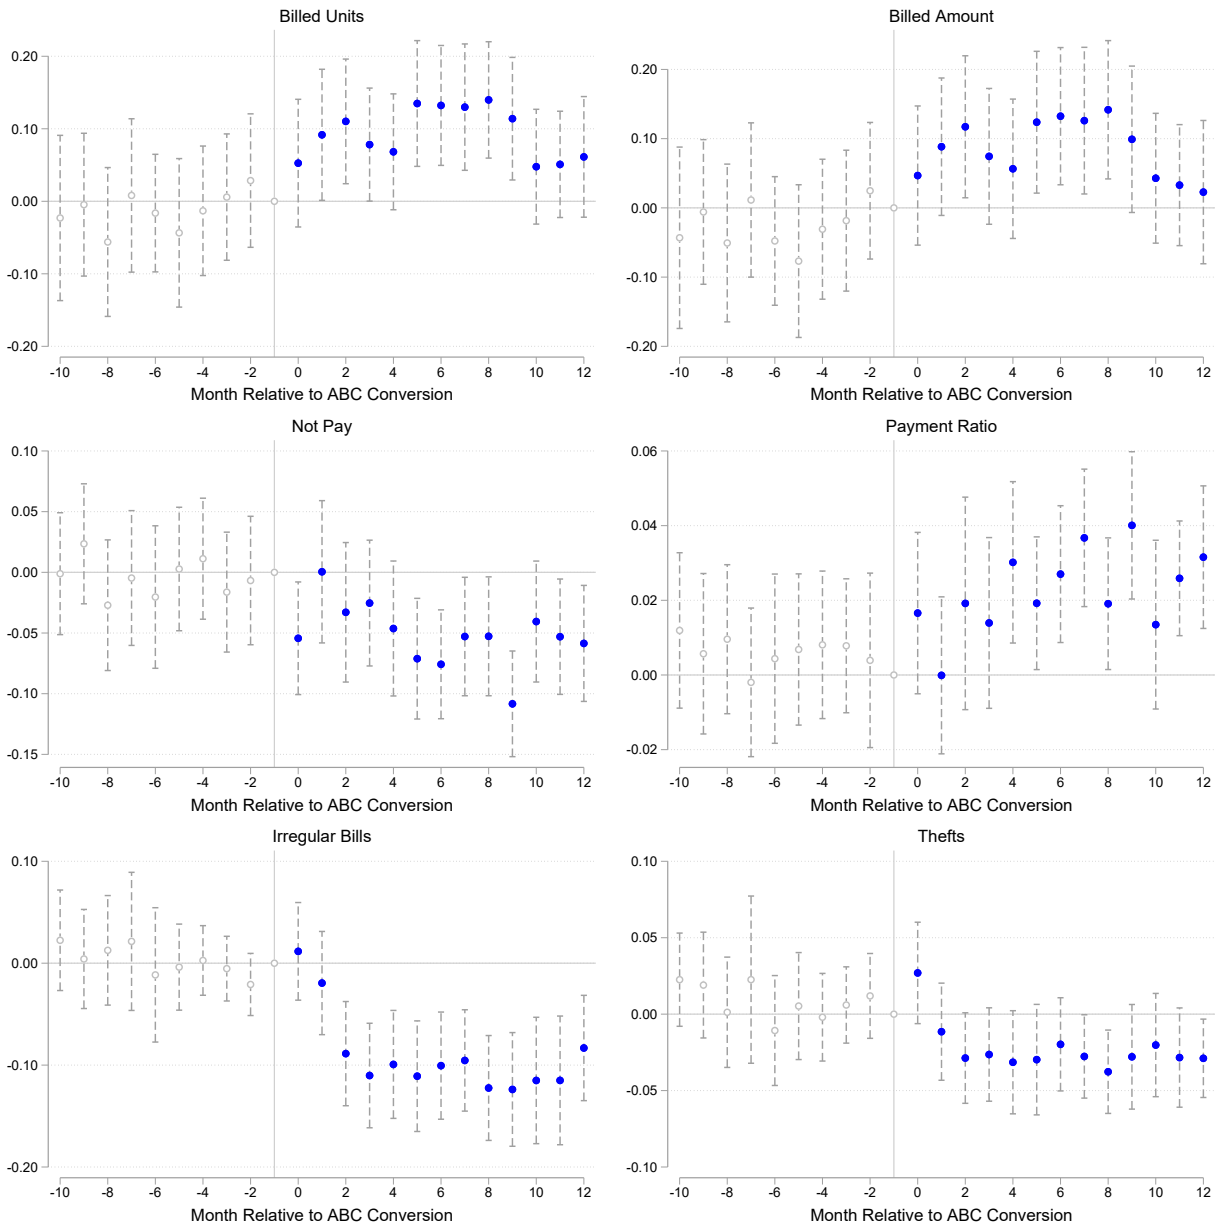 Billed Units
0.20
0.10
0.00
-0.10
-0.20
-10 -8 -6 -4 -2 0 2 4 6 8 10 12
Month Relative to ABC Conversion
Billed Amount
0.20
0.10
0.00
-0.10
-0.20
-10 -8 -6 -4 -2 0 2 4 6 8 10 12
Month Relative to ABC Conversion
Not Pay
0.10
0.05
0.00
-0.05
-0.10
-0.15
-10 -8 -6 -4 -2 0 2 4 6 8 10 12
Month Relative to ABC Conversion
Payment Ratio
0.06
0.04
0.02
0.00
-0.02
-10 -8 -6 -4 -2 0 2 4 6 8 10 12
Month Relative to ABC Conversion
Irregular Bills
0.10
0.00
-0.10
-0.20
-10 -8 -6 -4 -2 0 2 4 6 8 10 12
Month Relative to ABC Conversion
Thefts
0.10
0.05
0.00
-0.05
-0.10
-10 -8 -6 -4 -2 0 2 4 6 8 10 12
Month Relative to ABC Conversion